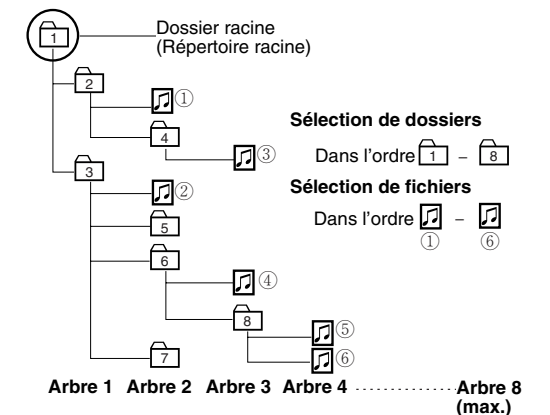 1
Dossier racine
(Répertoire racine)
2
①
4
③
Sélection de dossiers
Dans l'ordre 1 – 8
3
②
Sélection de fichiers
Dans l'ordre –
① ⑥
5
6
④
8
⑤
⑥
7
Arbre 1 Arbre 2 Arbre 3 Arbre 4 .................... Arbre 8
(max.)